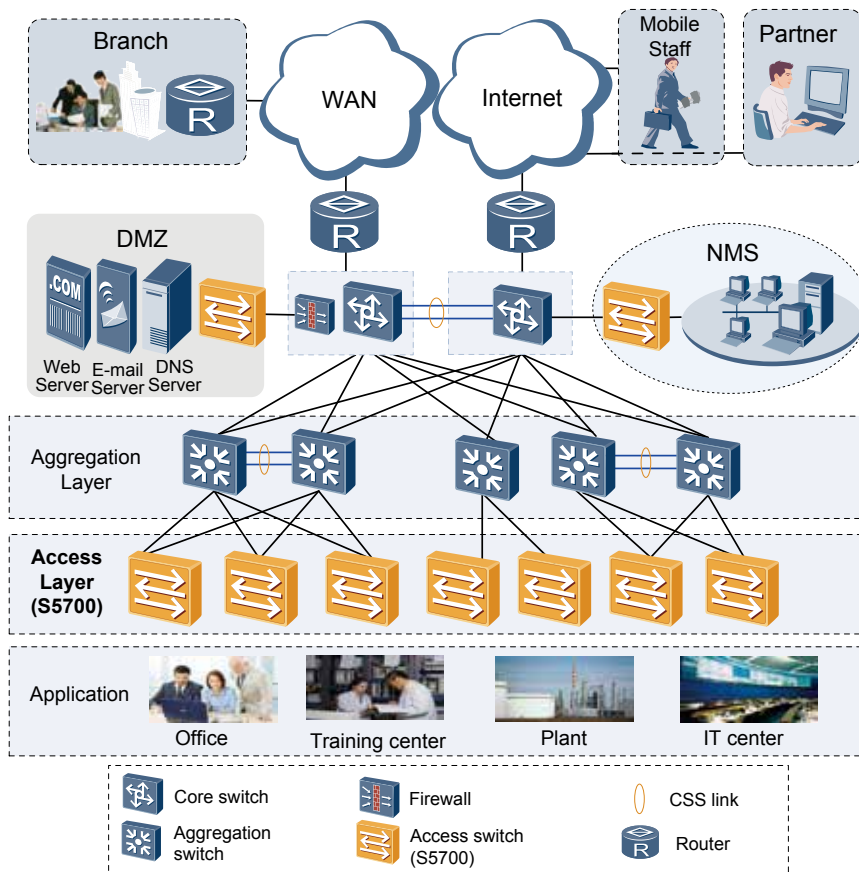 Branch
R
WAN
Internet
Mobile
Staff
Partner
R
R
DMZ
.COM
Web
Server
E-mail
Server
DNS
Server
NMS
Aggregation
Layer
Access
Layer
(S5700)
Application
Office
Training center
Plant
IT center
Core switch
Firewall
CSS link
Aggregation
switch
Access switch
(S5700)
R
Router